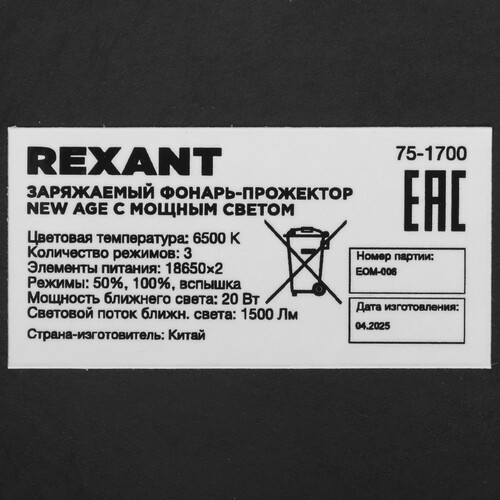 REXANT
75-1700
ЗАРЯЖАЕМЫЙ ФОНАРЬ-ПРОЖЕКТОР
NEW AGE С МОЩНЫМ СВЕТОМ
EAC
Цветовая температура: 6500 К
Количество режимов: 3
Элементы питания: 18650×2
Режимы: 50%, 100%, вспышка
Мощность ближнего света: 20 Вт
Световой поток ближн. света: 1500 Лм
Страна-изготовитель: Китай
Номер партии:
EOM-006
Дата изготовления:
04.2025